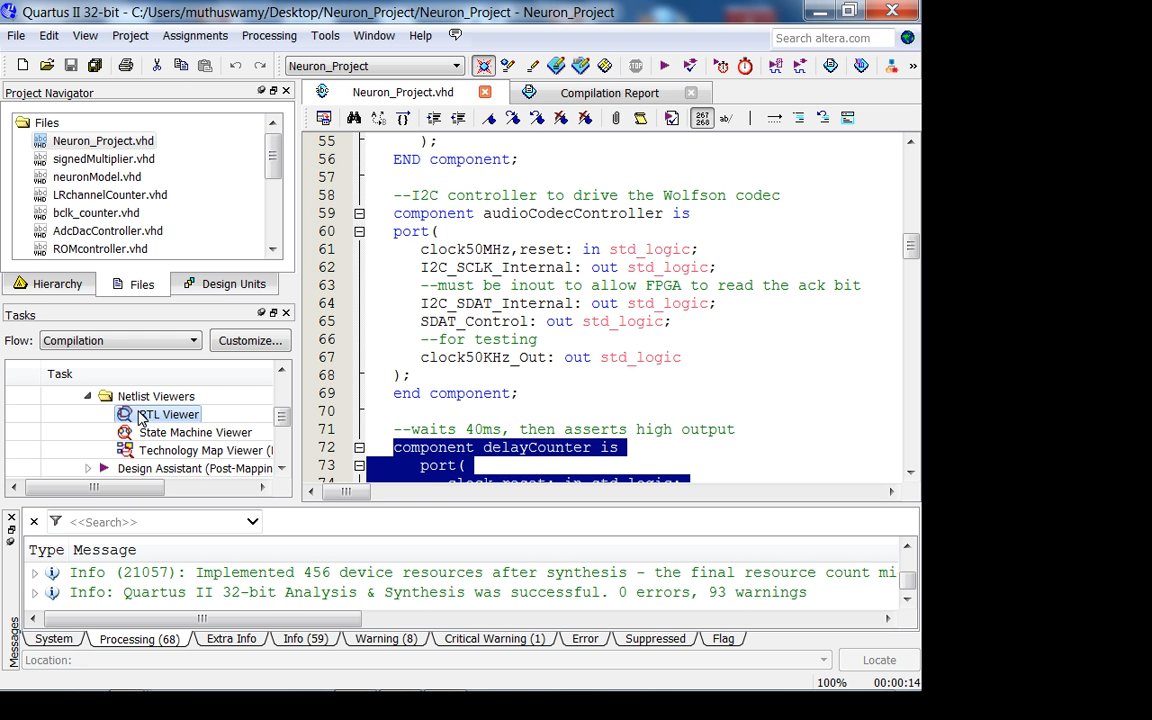 Quartus II 32-bit - C:/Users/muthuswamy/Desktop/Neuron_Project/Neuron_Project - Neuron_Project
File Edit View Project Assignments Processing Tools Window Help
Search altera.com
Neuron_Project
Project Navigator
Neuron_Project.vhd
Compilation Report
Files
Neuron_Project.vhd
signedMultiplier.vhd
neuronModel.vhd
LRchannelCounter.vhd
bclk_counter.vhd
AdcDacController.vhd
ROMcontroller.vhd
Hierarchy Files Design Units
Tasks
Flow: Compilation Customize...
Task
Netlist Viewers
RTL Viewer
State Machine Viewer
Technology Map Viewer (
Design Assistant (Post-Mappin
267
268
ab/
55 );
56 END component;
57
58 --I2C controller to drive the Wolfson codec
59 component audioCodecController is
60 port(
61 clock50MHz,reset: in std_logic;
62 I2C_SCLK_Internal: out std_logic;
63 --must be inout to allow FPGA to read the ack bit
64 I2C_SDAT_Internal: out std_logic;
65 SDAT_Control: out std_logic;
66 --for testing
67 clock50KHz_Out: out std_logic
68 );
69 end component;
70
71 --waits 40ms, then asserts high output
72 component delayCounter is
73 port(
74 clock,reset: in std_logic;
<<Search>>
Type Message
Info (21057): Implemented 456 device resources after synthesis - the final resource count mi
Info: Quartus II 32-bit Analysis & Synthesis was successful. 0 errors, 93 warnings
Messages
System Processing (68) Extra Info Info (59) Warning (8) Critical Warning (1) Error Suppressed Flag
Location: Locate
100% 00:00:14